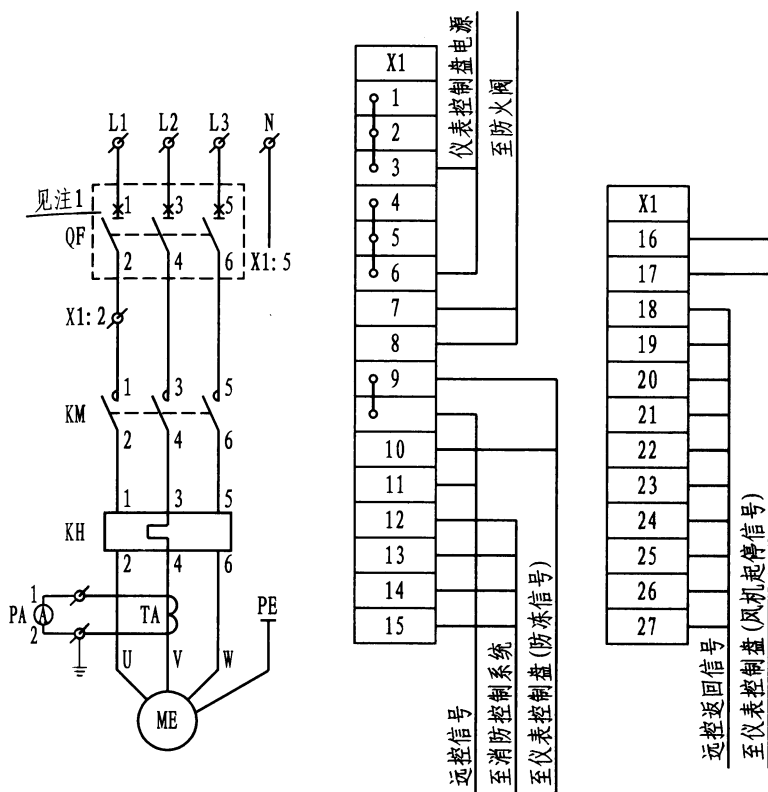 L1 L2 L3 N
见注1
1 3 5
QF
2 4 6 X1:5
X1:2
1 3 5
KM
2 4 6
1 3 5
KH
2 4 6
1
PA A TA PE
2
U V W
ME
X1
1
2
3
4
5
6
7
8
9
10
11
12
13
14
15
仪表控制盘电源
至防火阀
远控信号
至消防控制系统
至仪表控制盘(防冻信号)
X1
16
17
18
19
20
21
22
23
24
25
26
27
远控返回信号
至仪表控制盘(风机起停信号)